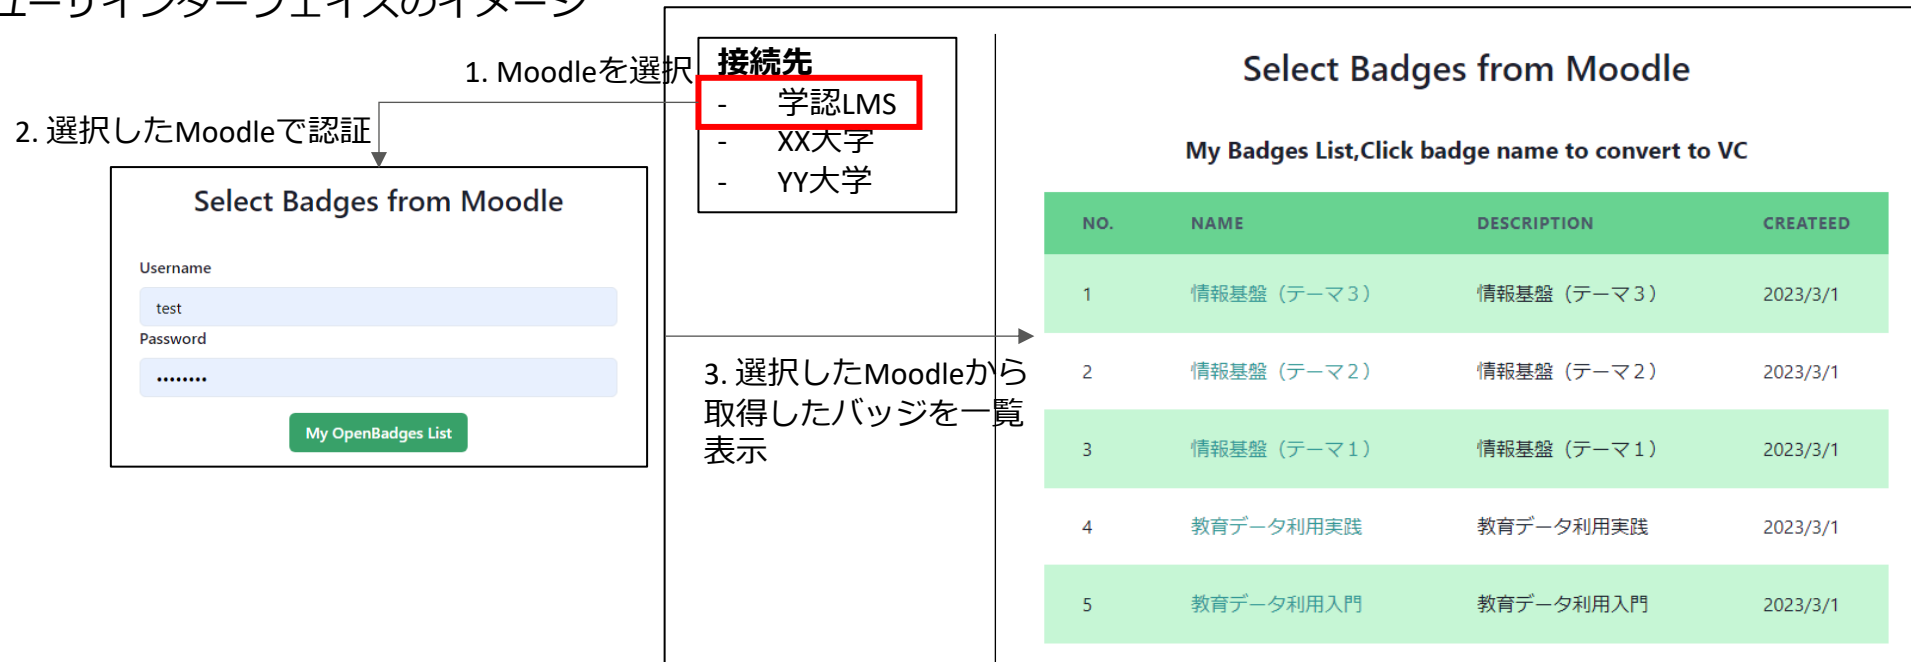 ユーザインターフェイスのイメージ
1. Moodleを選択
2. 選択したMoodleで認証
Select Badges from Moodle
Username
test
Password
••••••••
My OpenBadges List
接続先
- 学認LMS
- XX大学
- YY大学
3. 選択したMoodleから
取得したバッジを一覧
表示
Select Badges from Moodle
My Badges List,Click badge name to convert to VC
NO. NAME DESCRIPTION CREATEED
1 情報基盤（テーマ３） 情報基盤（テーマ３） 2023/3/1
2 情報基盤（テーマ２） 情報基盤（テーマ２） 2023/3/1
3 情報基盤（テーマ１） 情報基盤（テーマ１） 2023/3/1
4 教育データ利用実践 教育データ利用実践 2023/3/1
5 教育データ利用入門 教育データ利用入門 2023/3/1